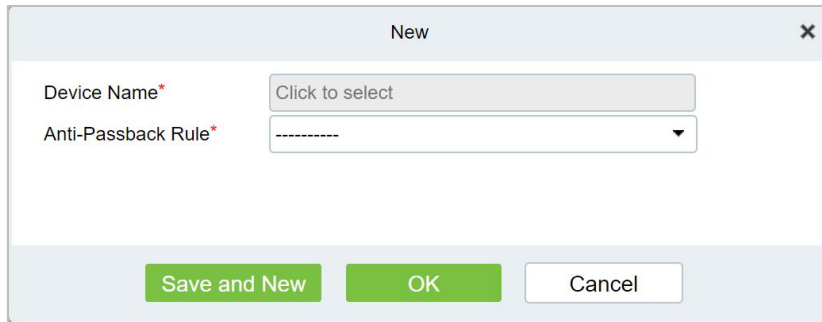 New
Device Name* Click to select
Anti-Passback Rule* ----------
Save and New OK Cancel